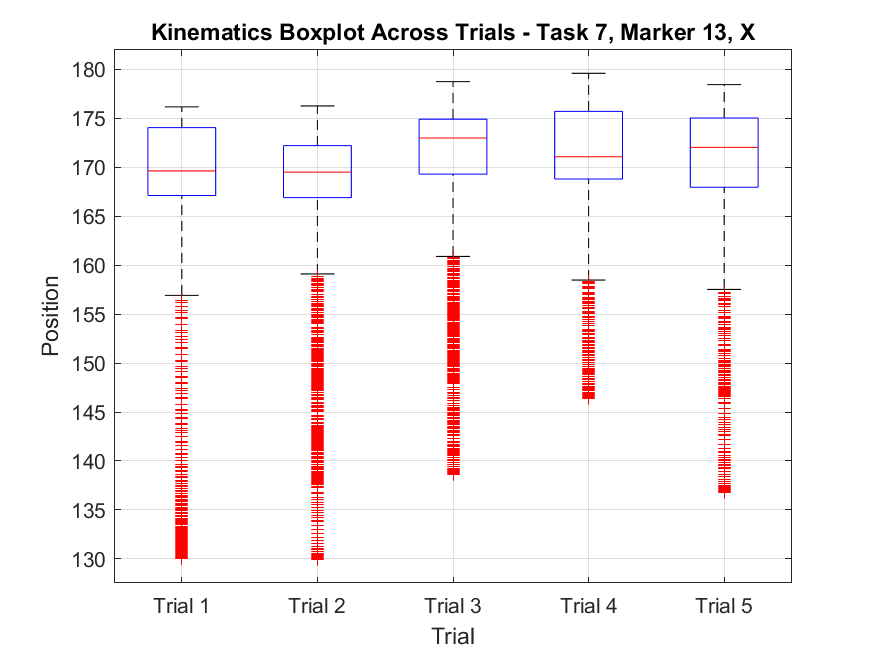 Kinematics Boxplot Across Trials - Task 7, Marker 13, X
180
175
170
165
160
155
150
145
140
135
130
Position
Trial 1 Trial 2 Trial 3 Trial 4 Trial 5
Trial